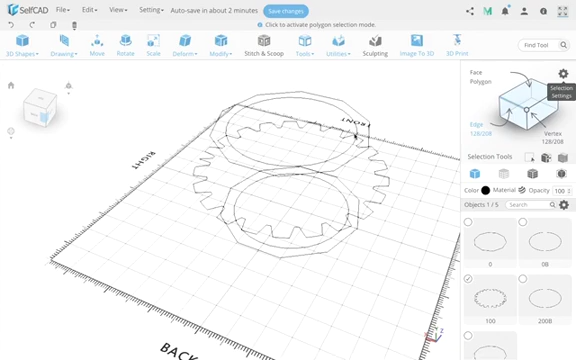 SelfCAD
File
Edit
View
Setting
Auto-save in about 2 minutes
Save changes
Click to activate polygon selection mode.
3D Shapes
Deform
Move
Rotate
Scale
Deform
Modify
Stitch & Scoop
Tools
Utilities
Sculpting
Image To 3D
3D Print
Find Tool
Face
Polygon
Selection
Settings
Edge
128/208
Vertex
128/208
Selection Tools
Color
Material
Opacity
100
Objects 1 / 5
Search
0
0B
100
200B
FRONT
RIGHT
BACK
Z